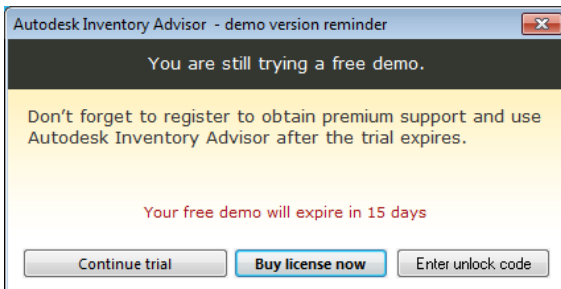 Autodesk Inventory Advisor - demo version reminder
You are still trying a free demo.
Don't forget to register to obtain premium support and use
Autodesk Inventory Advisor after the trial expires.
Your free demo will expire in 15 days
Continue trial
Buy license now
Enter unlock code